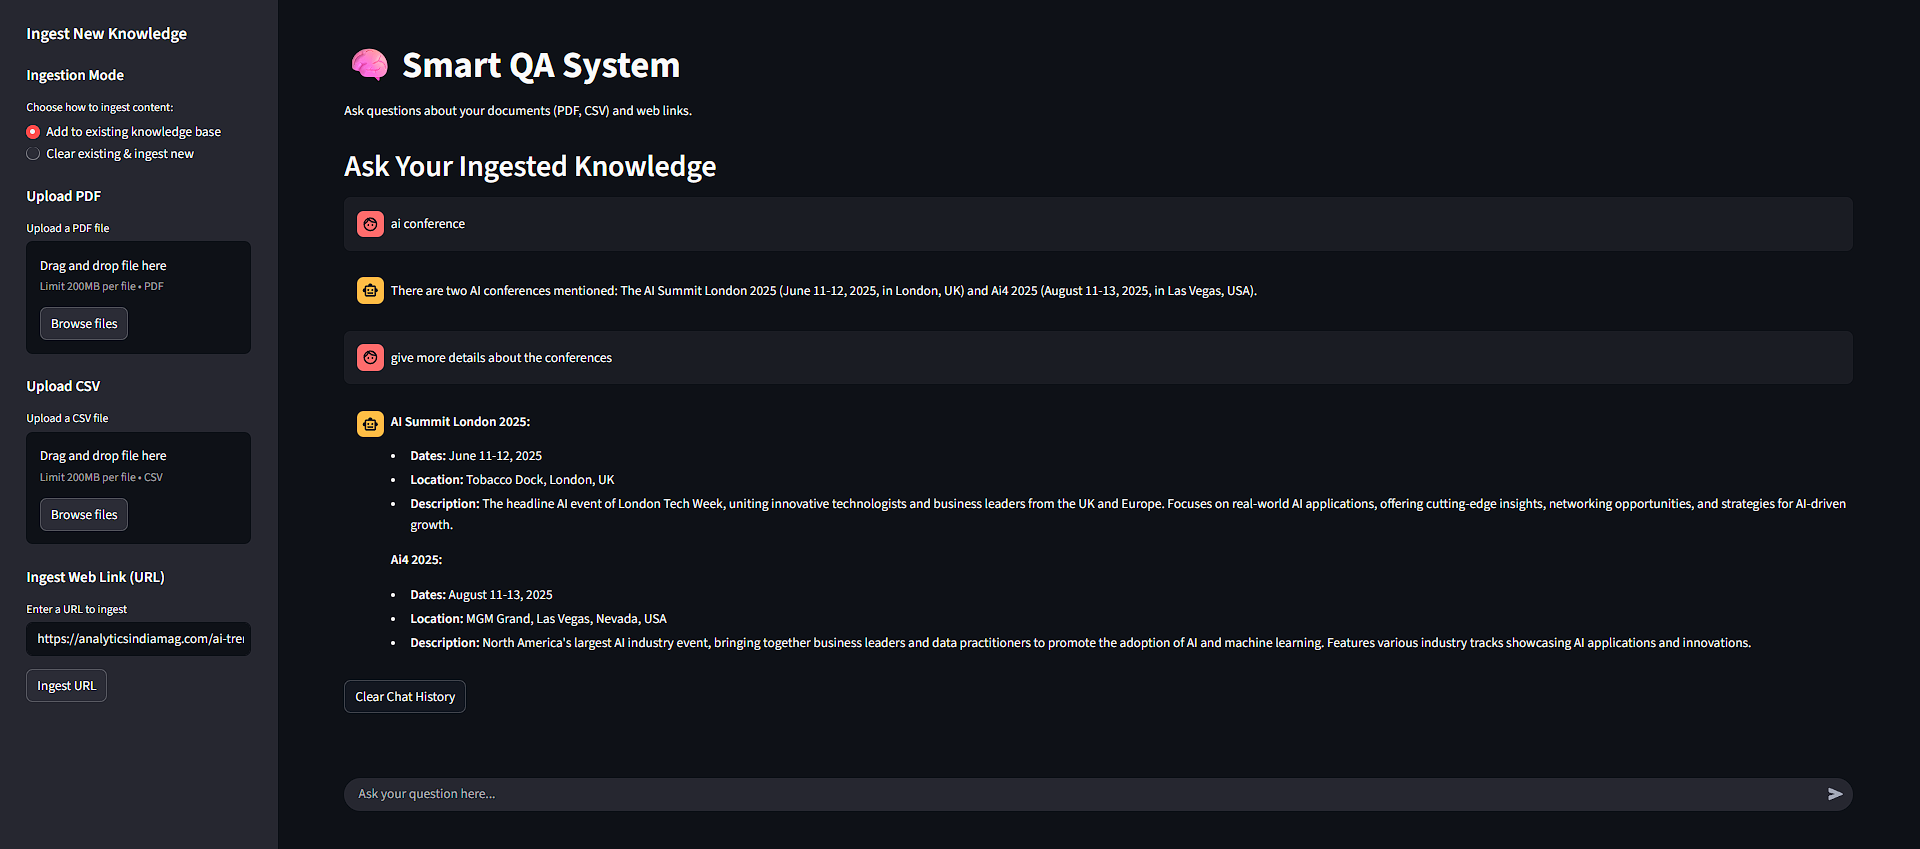 Ingest New Knowledge
Ingestion Mode
Choose how to ingest content:
Add to existing knowledge base
Clear existing & ingest new
Upload PDF
Upload a PDF file
Drag and drop file here
Limit 200MB per file • PDF
Browse files
Upload CSV
Upload a CSV file
Drag and drop file here
Limit 200MB per file • CSV
Browse files
Ingest Web Link (URL)
Enter a URL to ingest
https://analyticsindiamag.com/ai-tre
Ingest URL
Smart QA System
Ask questions about your documents (PDF, CSV) and web links.
Ask Your Ingested Knowledge
ai conference
There are two AI conferences mentioned: The AI Summit London 2025 (June 11-12, 2025, in London, UK) and Ai4 2025 (August 11-13, 2025, in Las Vegas, USA).
give more details about the conferences
AI Summit London 2025:
• Dates: June 11-12, 2025
• Location: Tobacco Dock, London, UK
• Description: The headline AI event of London Tech Week, uniting innovative technologists and business leaders from the UK and Europe. Focuses on real-world AI applications, offering cutting-edge insights, networking opportunities, and strategies for AI-driven
growth.
Ai4 2025:
• Dates: August 11-13, 2025
• Location: MGM Grand, Las Vegas, Nevada, USA
• Description: North America's largest AI industry event, bringing together business leaders and data practitioners to promote the adoption of AI and machine learning. Features various industry tracks showcasing AI applications and innovations.
Clear Chat History
Ask your question here...